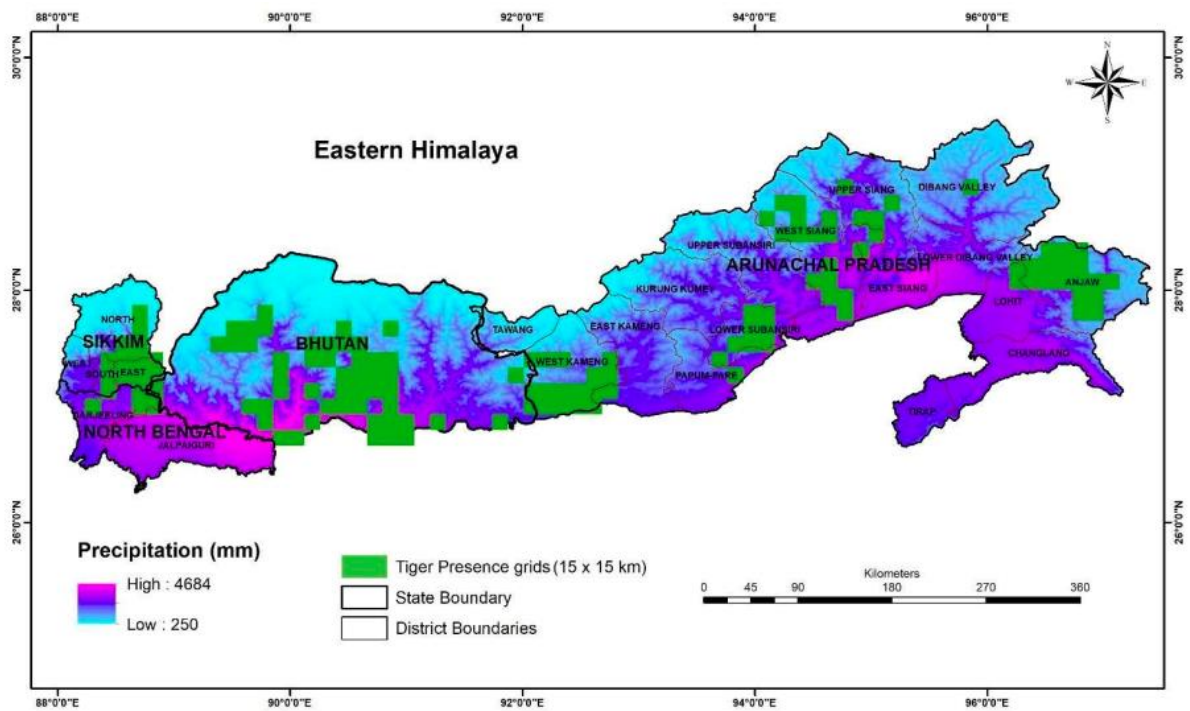 88°0'0"E 90°0'0"E 92°0'0"E 94°0'0"E 96°0'0"E
30°0'0"N 30°0'0"N
N
W E
S
Eastern Himalaya
UPPER SIANG
DIBANG VALLEY
WEST SIANG
UPPER SUBANSIRI
LOWER DIBANG VALLEY
ARUNACHAL PRADESH
ANJAW
28°0'0"N 28°0'0"N
KURUNG KUMEY
EAST SIANG
LOHIT
NORTH
TAWANG
EAST KAMENG
LOWER SUBANSIRI
SIKKIM
BHUTAN
CHANGLANG
WEST KAMENG
SOUTH EAST
PAPUM-PARE
TIRAP
DARJEELING
NORTH BENGAL
JALPAIGURI
26°0'0"N 26°0'0"N
Precipitation (mm)
High : 4684
Low : 250
Tiger Presence grids (15 x 15 km)
State Boundary
District Boundaries
Kilometers
0 45 90 180 270 360
88°0'0"E 90°0'0"E 92°0'0"E 94°0'0"E 96°0'0"E